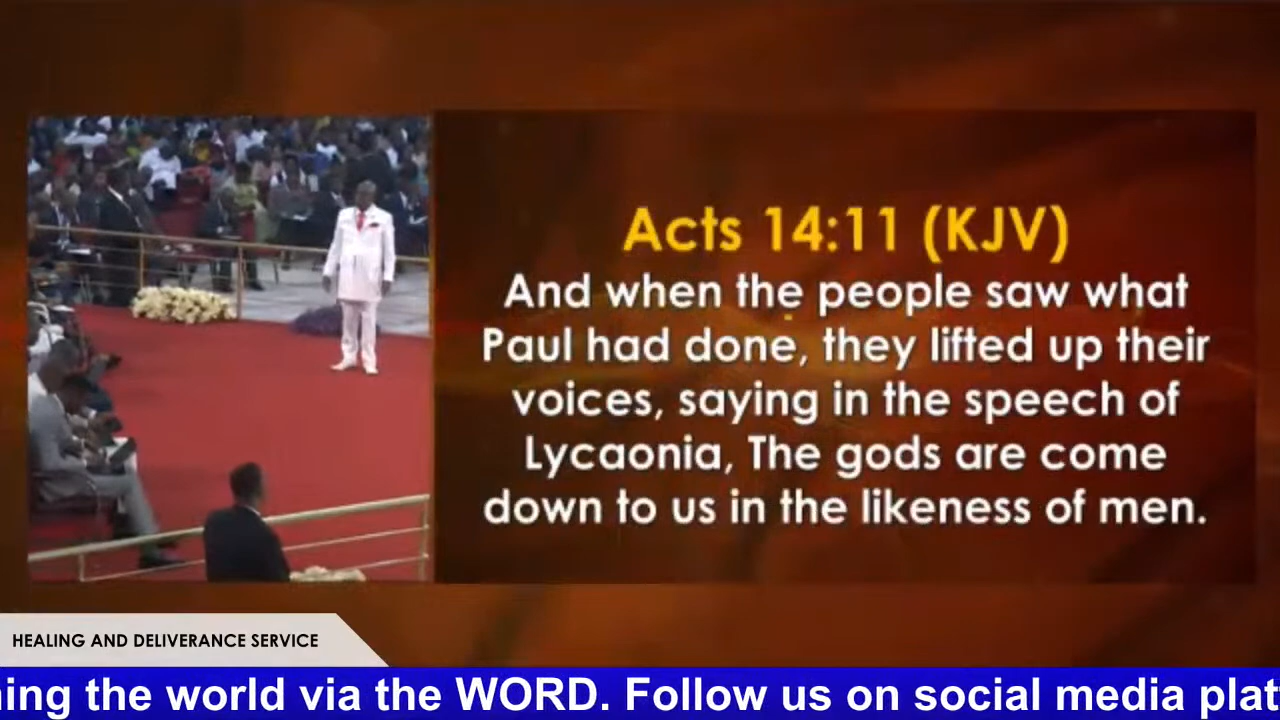 Acts 14:11 (KJV)
And when the people saw what
Paul had done, they lifted up their
voices, saying in the speech of
Lycaonia, The gods are come
down to us in the likeness of men.
HEALING AND DELIVERANCE SERVICE
the world via the WORD. Follow us on social media